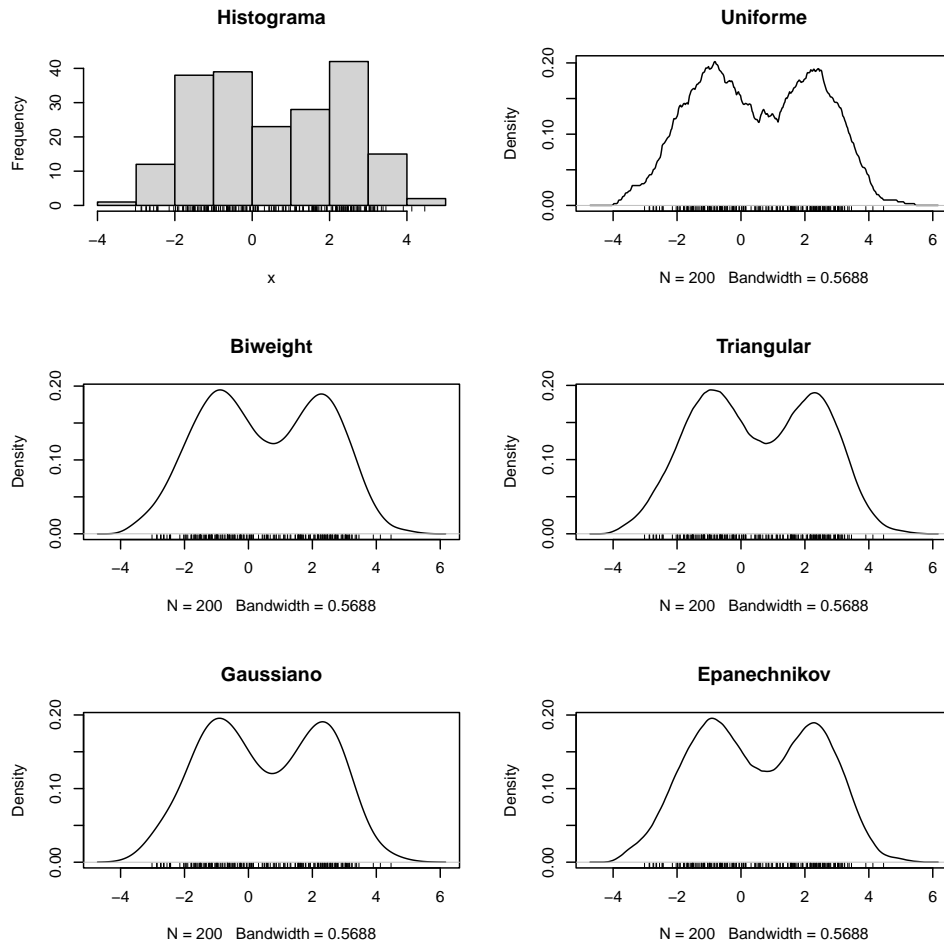 Histograma
Frequency
0 10 20 30 40
−4 −2 0 2 4
x
Uniforme
Density
0.00 0.10 0.20
−4 −2 0 2 4 6
N = 200 Bandwidth = 0.5688
Biweight
Density
0.00 0.10 0.20
−4 −2 0 2 4 6
N = 200 Bandwidth = 0.5688
Triangular
Density
0.00 0.10 0.20
−4 −2 0 2 4 6
N = 200 Bandwidth = 0.5688
Gaussiano
Density
0.00 0.10 0.20
−4 −2 0 2 4 6
N = 200 Bandwidth = 0.5688
Epanechnikov
Density
0.00 0.10 0.20
−4 −2 0 2 4 6
N = 200 Bandwidth = 0.5688